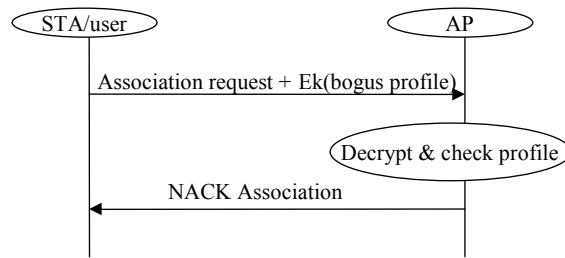 STA/user
AP
Association request + Ek(bogus profile)
Decrypt & check profile
NACK Association